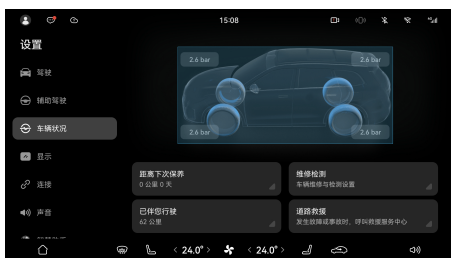 15:08
设置
驾驶
辅助驾驶
车辆状况
显示
连接
声音
2.6 bar
2.6 bar
2.6 bar
2.6 bar
距离下次保养
0 公里 0 天
维修检测
车辆维修与检测设置
已伴您行驶
62 公里
道路救援
发生故障或事故时，呼叫救援服务中心
< 24.0° >
< 24.0° >